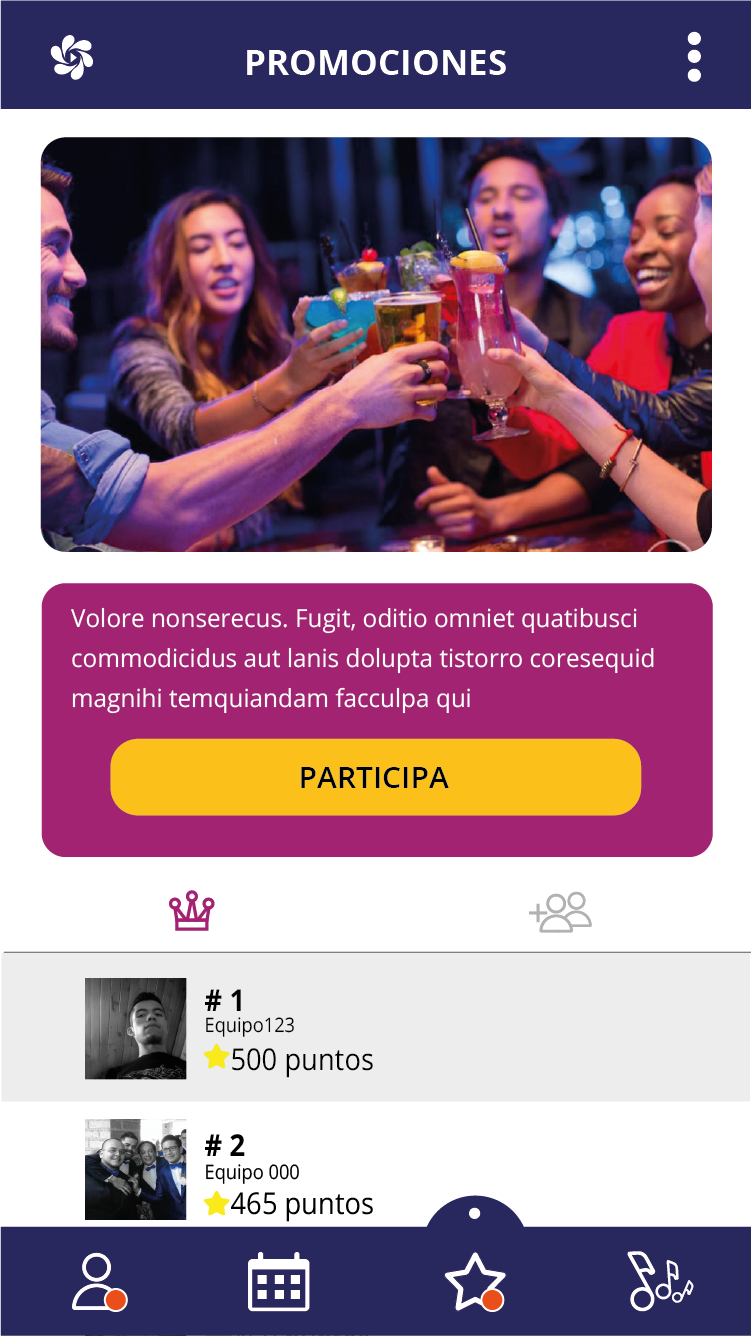 PROMOCIONES
Volore nonserecus. Fugit, oditio omniet quatibusci
commodicidus aut lanis dolupta tistorro coresequid
magnihi temquiandam facculpa qui
PARTICIPA
# 1
Equipo123
500 puntos
# 2
Equipo 000
465 puntos